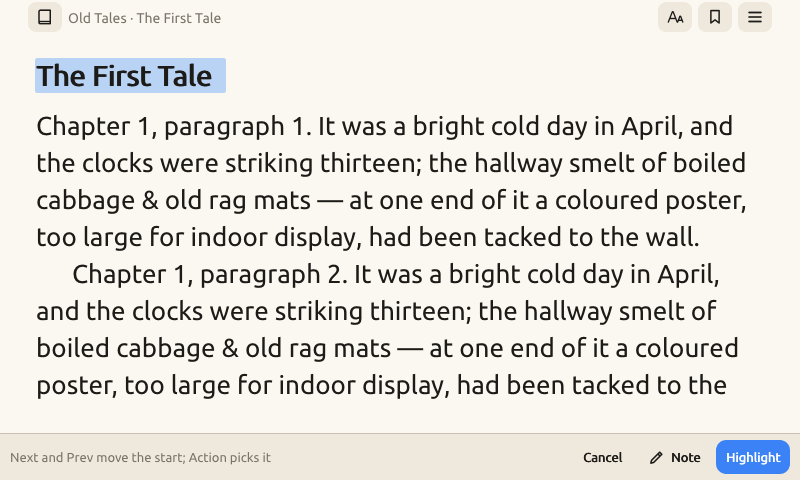 Old Tales · The First Tale
AA
The First Tale
Chapter 1, paragraph 1. It was a bright cold day in April, and
the clocks were striking thirteen; the hallway smelt of boiled
cabbage & old rag mats — at one end of it a coloured poster,
too large for indoor display, had been tacked to the wall.
Chapter 1, paragraph 2. It was a bright cold day in April,
and the clocks were striking thirteen; the hallway smelt of
boiled cabbage & old rag mats — at one end of it a coloured
poster, too large for indoor display, had been tacked to the
Next and Prev move the start; Action picks it
Cancel
Note
Highlight